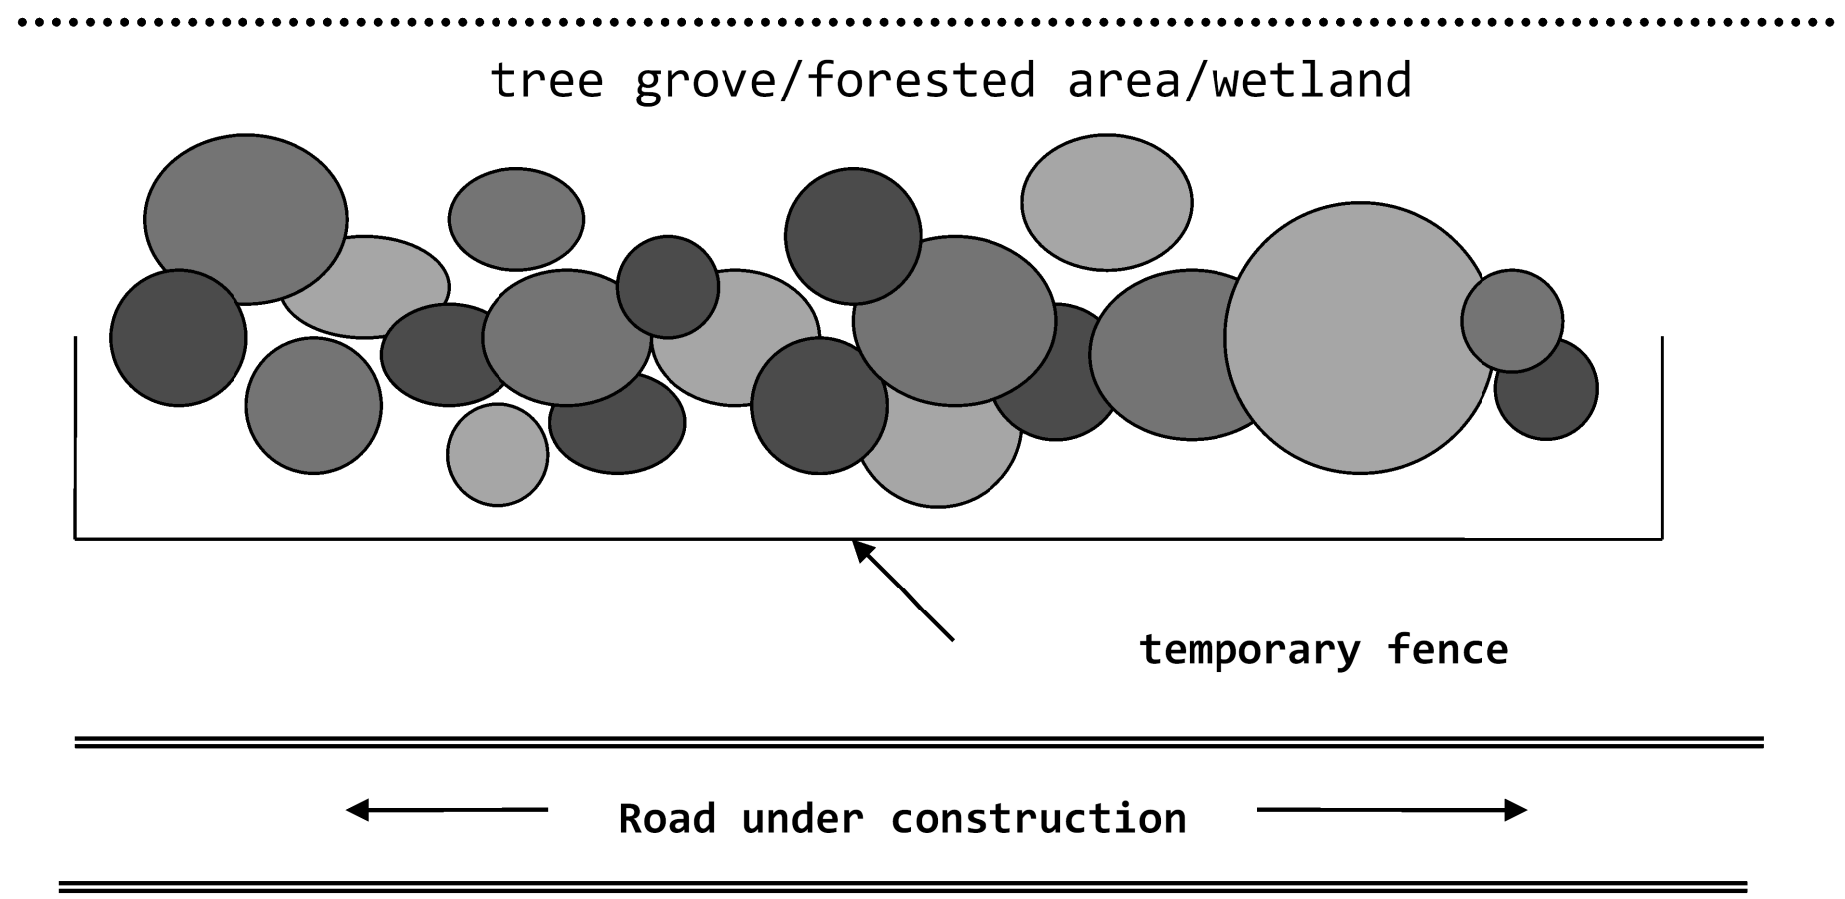 tree grove/forested area/wetland
temporary fence
Road under construction